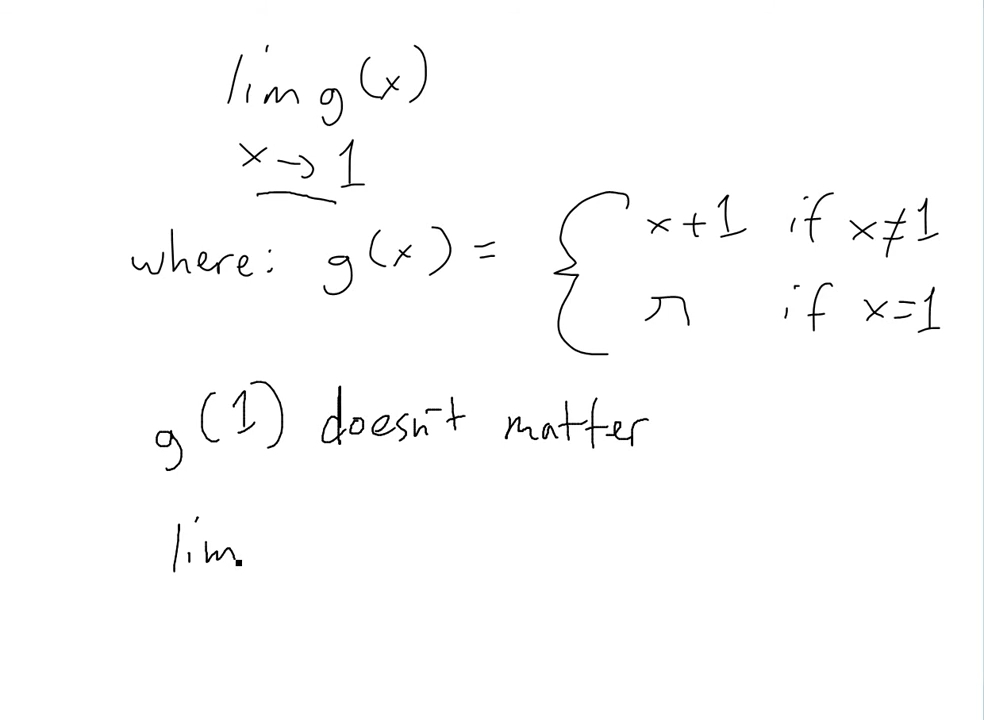 lim g(x)
x→1
where: g(x) = { x+1 if x≠1
π if x=1
g(1) doesn't matter
lim